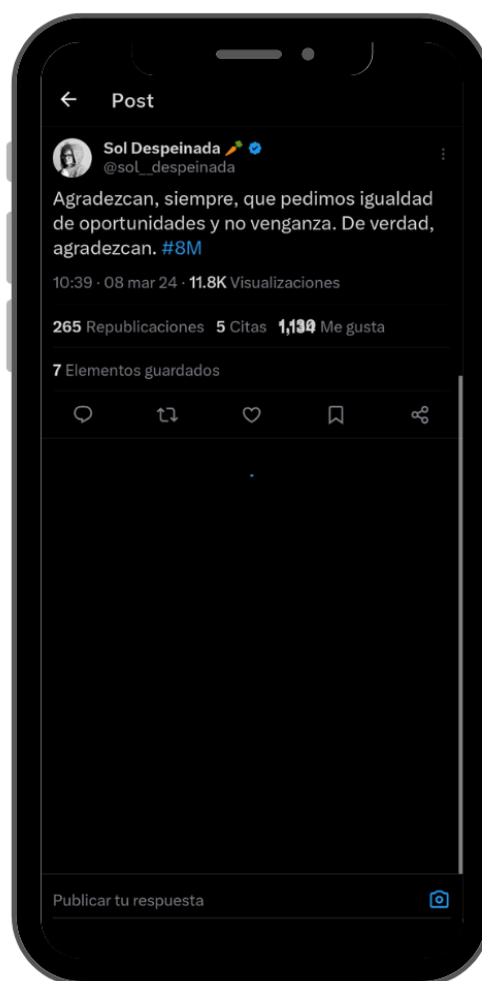 Post
Sol Despeinada
@sol__despeinada
Agradezcan, siempre, que pedimos igualdad
de oportunidades y no venganza. De verdad,
agradezcan. #8M
10:39 · 08 mar 24 · 11.8K Visualizaciones
265 Republicaciones 5 Citas Me gusta
7 Elementos guardados
Publicar tu respuesta